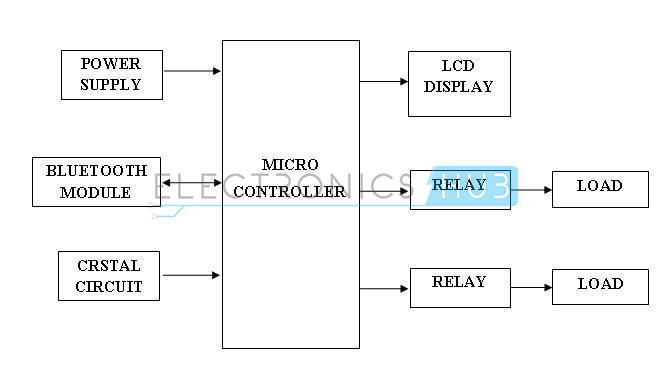 POWER
SUPPLY
LCD
DISPLAY
BLUETOOTH
MODULE
MICRO
CONTROLLER
RELAY
LOAD
ELECTRONICS HUB
CRSTAL
CIRCUIT
RELAY
LOAD